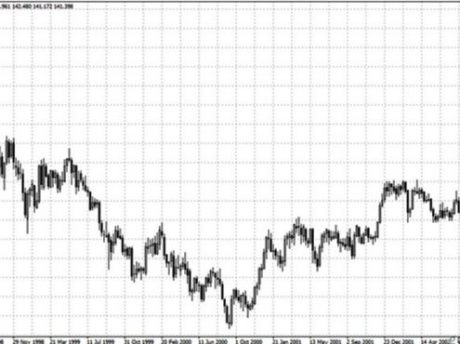 .961 142.480 141.172 141.398
8 29 Nov 1998 21 Mar 1999 11 Jul 1999 31 Oct 1999 20 Feb 2000 11 Jun 2000 1 Oct 2000 21 Jan 2001 13 May 2001 2 Sep 2001 23 Dec 2001 14 Apr 2002